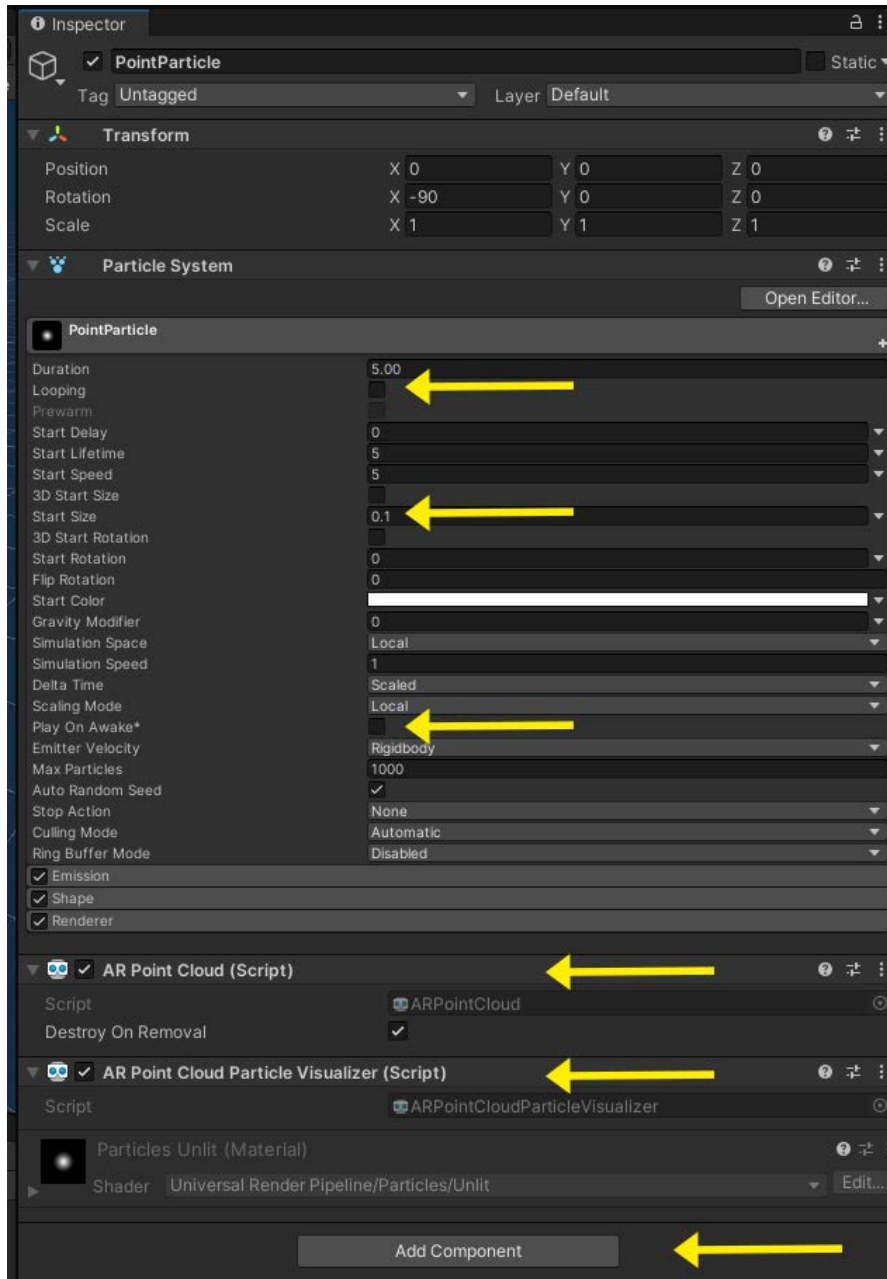 Inspector
PointParticle Static
Tag Untagged Layer Default
Transform
Position X 0 Y 0 Z 0
Rotation X -90 Y 0 Z 0
Scale X 1 Y 1 Z 1
Particle System
Open Editor...
PointParticle
Duration 5.00
Looping
Prewarm
Start Delay 0
Start Lifetime 5
Start Speed 5
3D Start Size
Start Size 0.1
3D Start Rotation
Start Rotation 0
Flip Rotation 0
Start Color
Gravity Modifier 0
Simulation Space Local
Simulation Speed 1
Delta Time Scaled
Scaling Mode Local
Play On Awake*
Emitter Velocity Rigidbody
Max Particles 1000
Auto Random Seed
Stop Action None
Culling Mode Automatic
Ring Buffer Mode Disabled
Emission
Shape
Renderer
AR Point Cloud (Script)
Script ARPointCloud
Destroy On Removal
AR Point Cloud Particle Visualizer (Script)
Script ARPointCloudParticleVisualizer
Particles Unlit (Material)
Shader Universal Render Pipeline/Particles/Unlit Edit...
Add Component